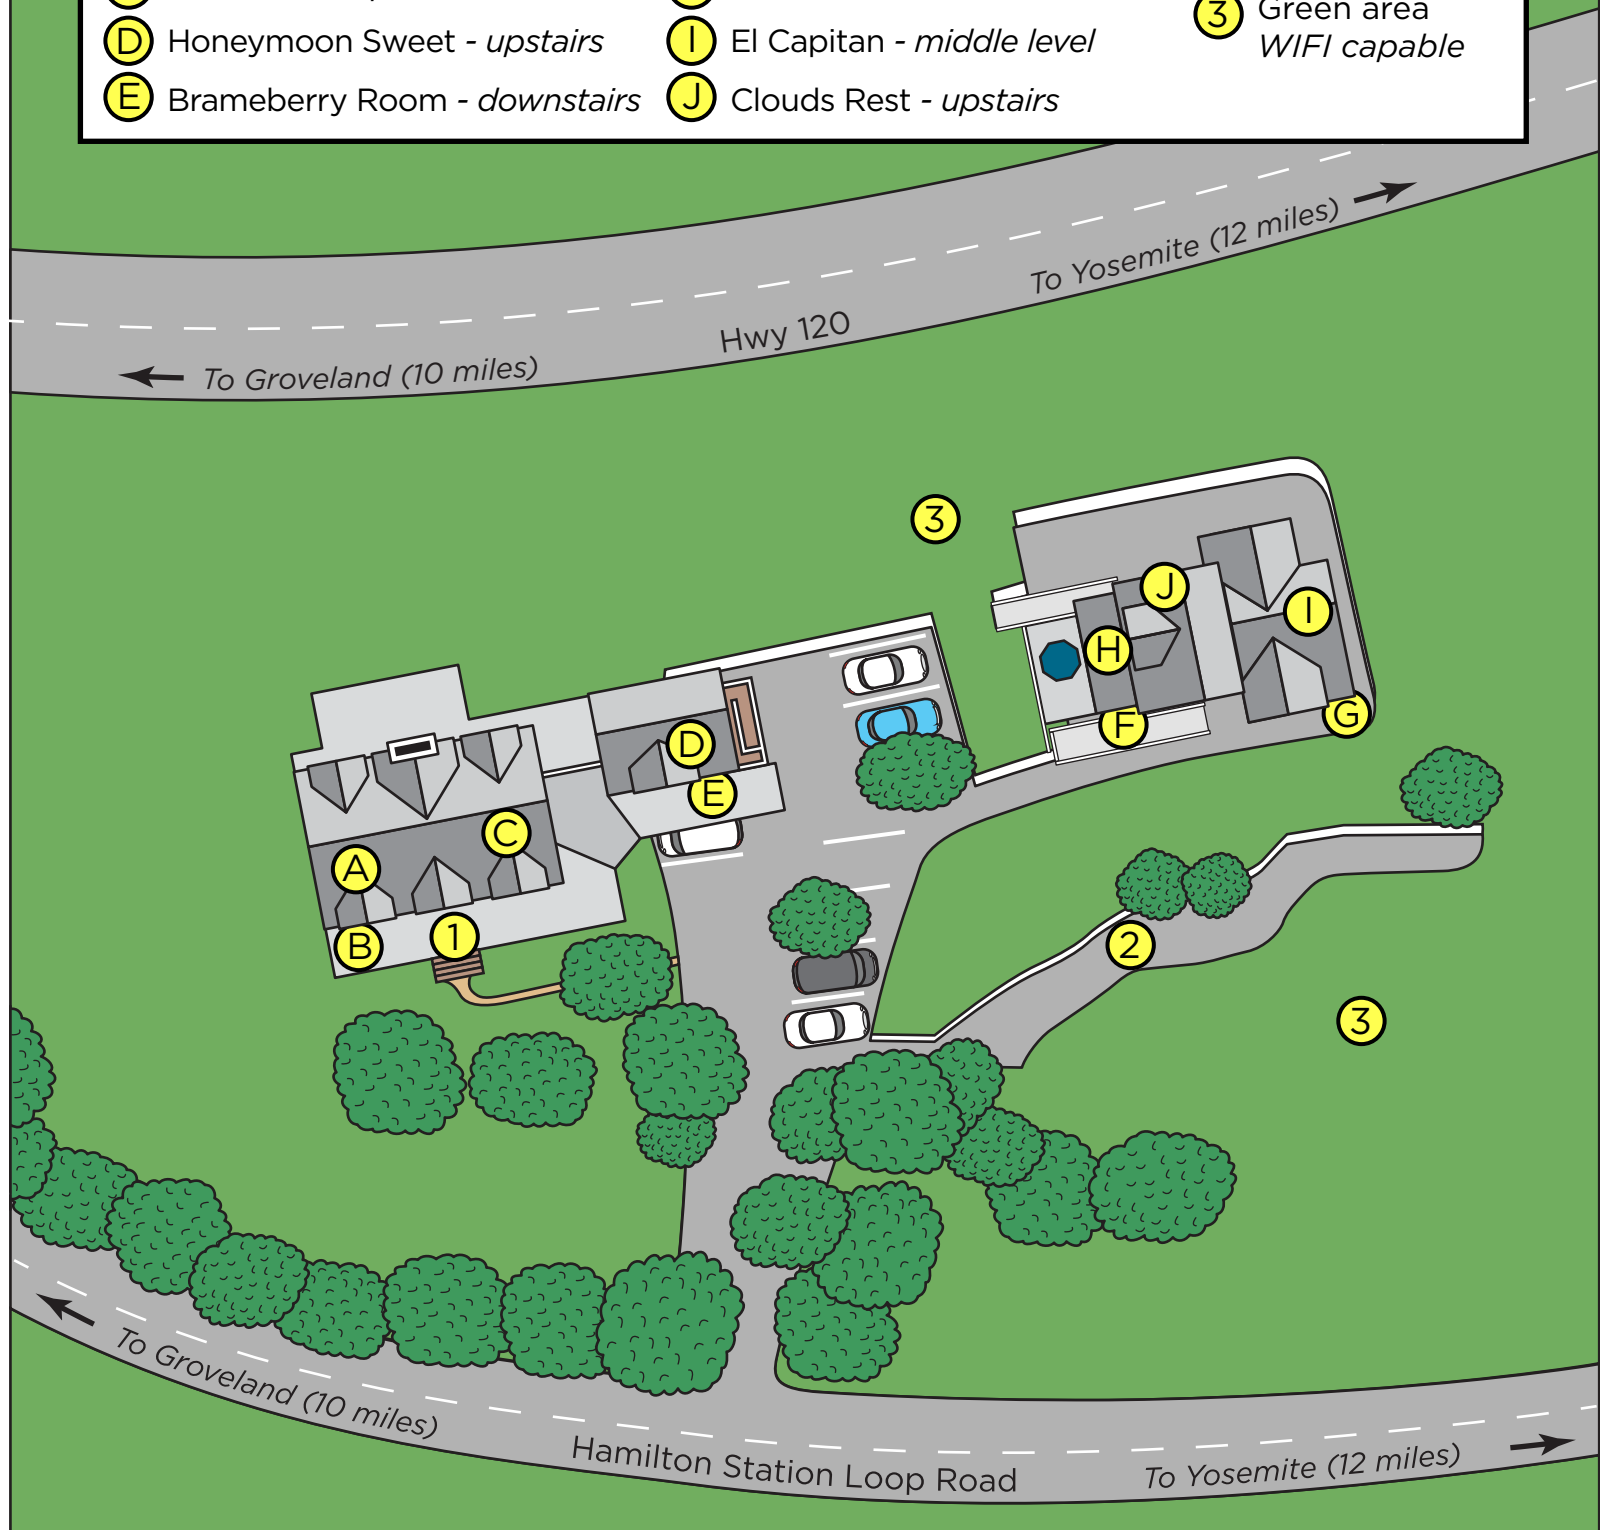 3 Green area
WIFI capable
D Honeymoon Sweet - upstairs
I El Capitan - middle level
E Brameberry Room - downstairs
J Clouds Rest - upstairs
To Yosemite (12 miles)
Hwy 120
To Groveland (10 miles)
3
J
I
H
G
F
D
E
C
A
B
1
2
3
To Groveland (10 miles)
Hamilton Station Loop Road
To Yosemite (12 miles)